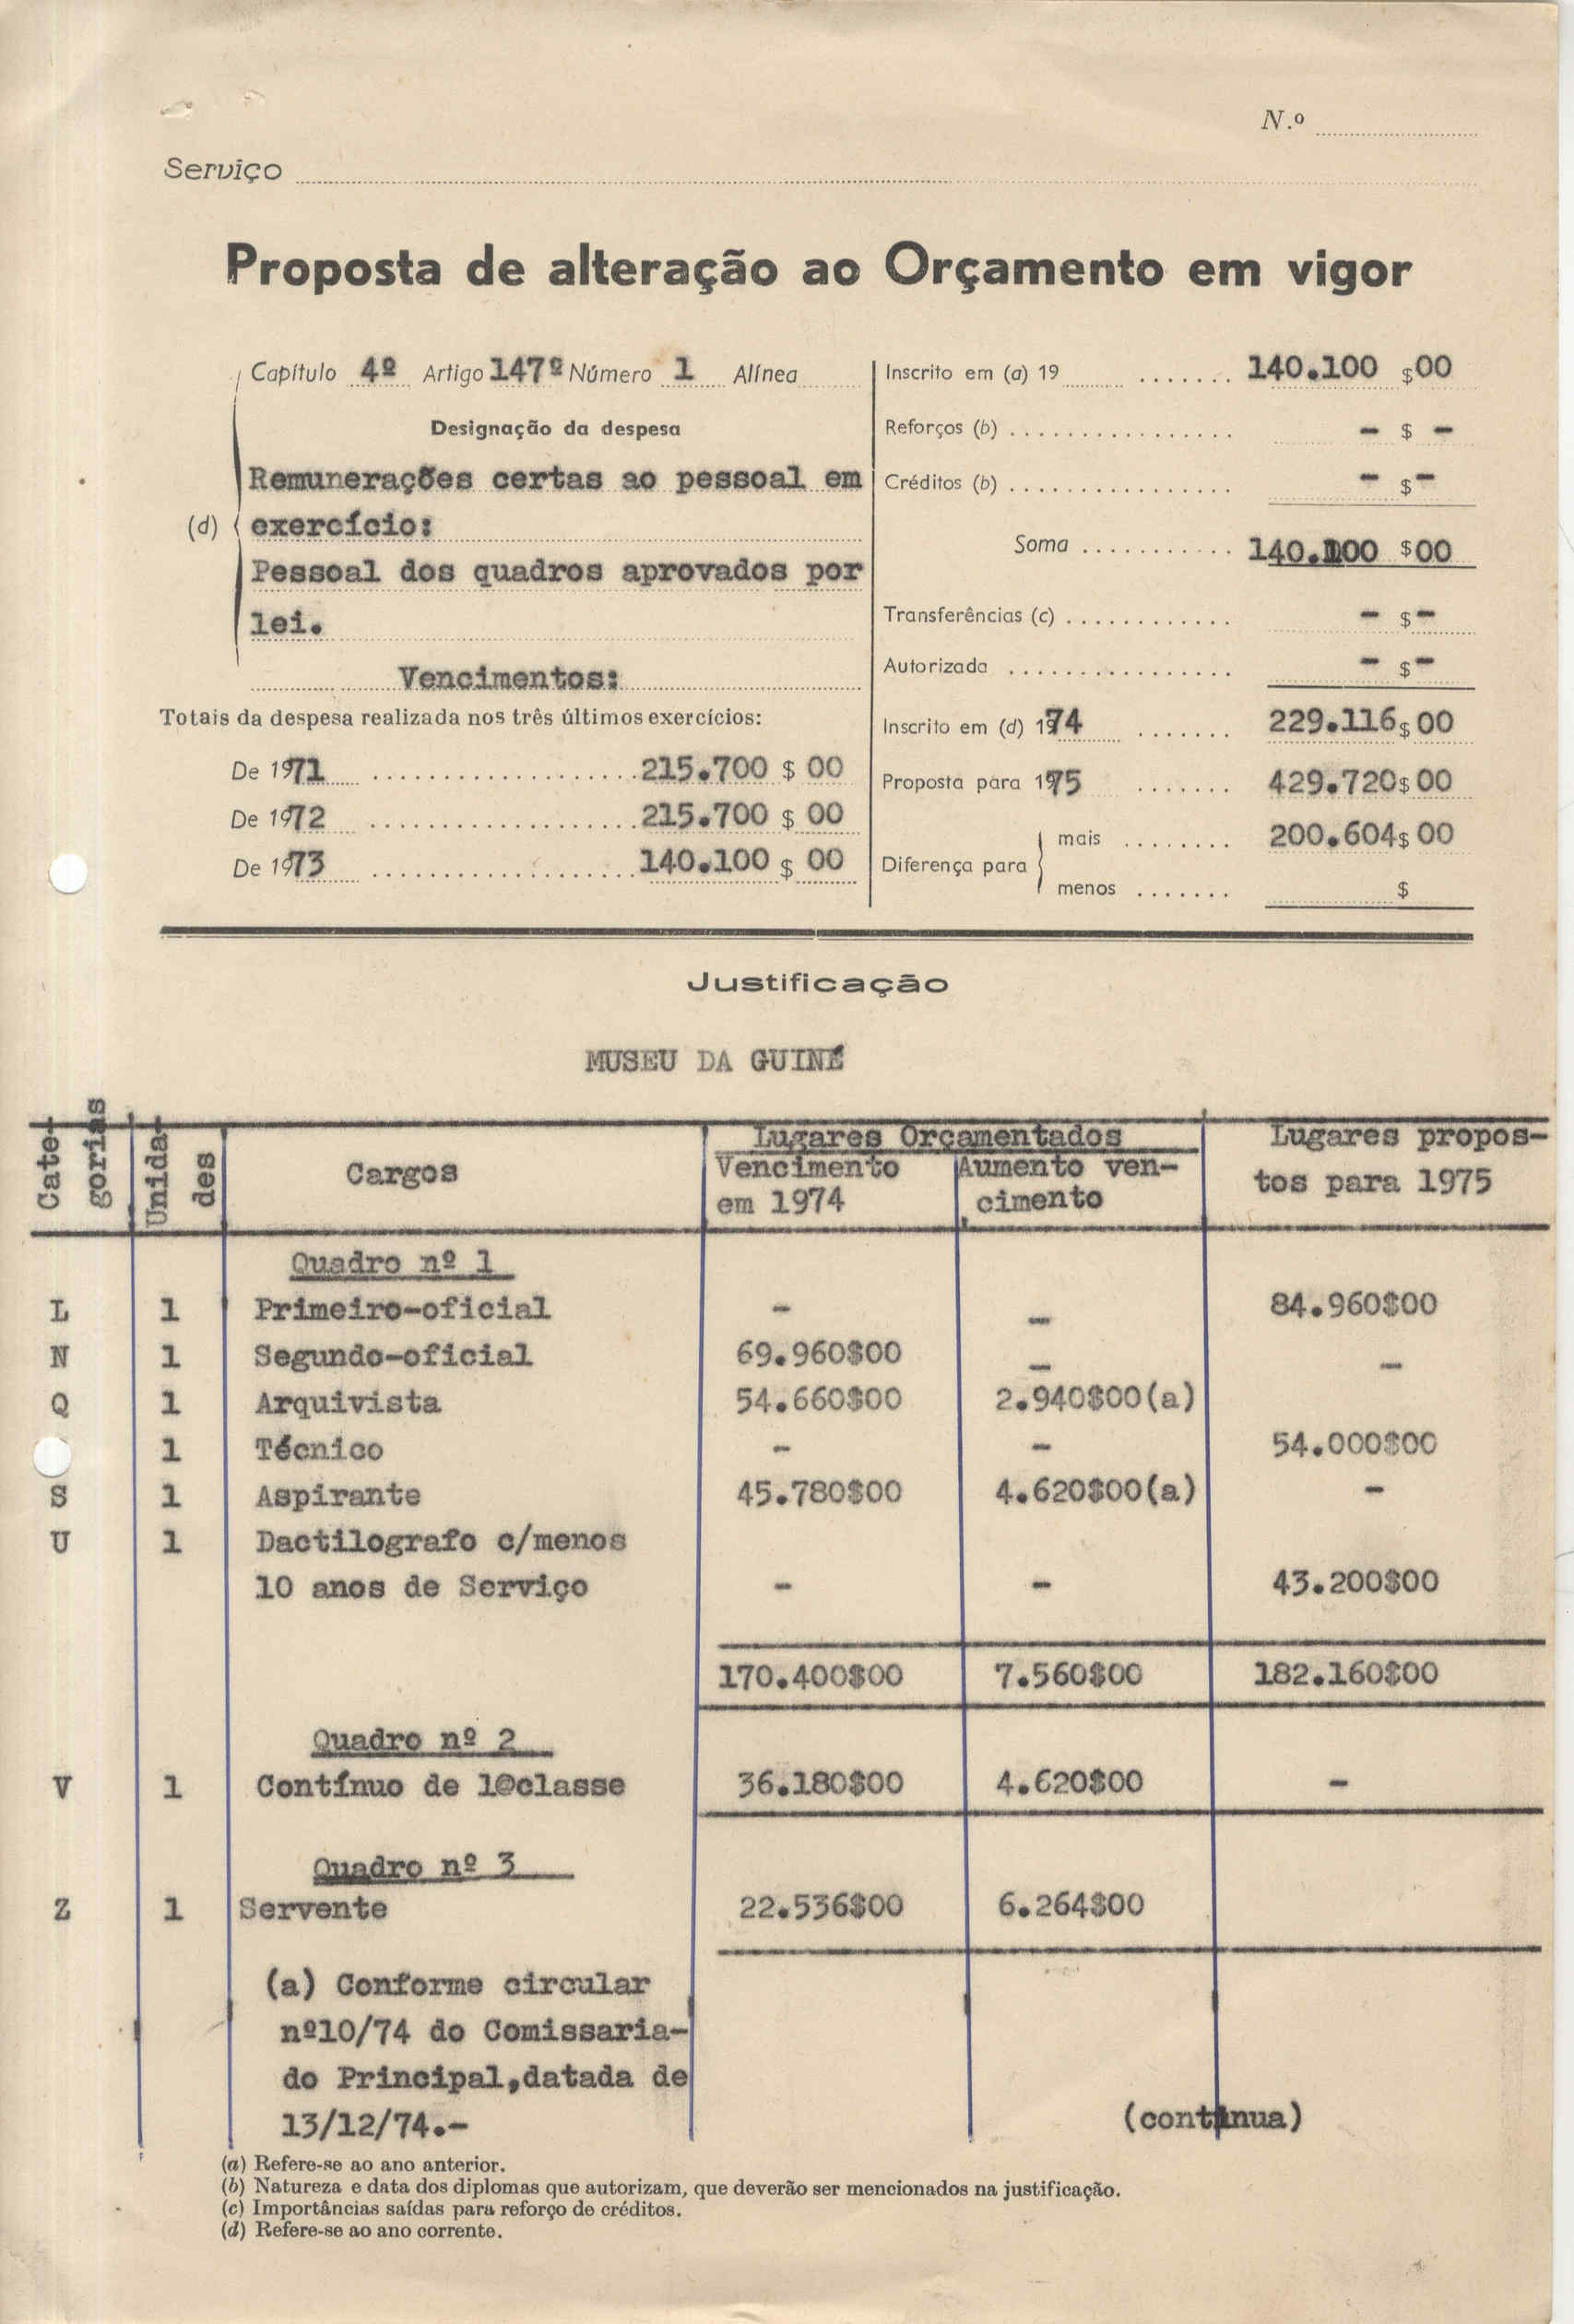 N.º
Serviço
Proposta de alteração ao Orçamento em vigor
Capítulo 4º Artigo 147º Número 1 Alínea
Designação da despesa
(d)
Remunerações certas ao pessoal em
exercício:
Pessoal dos quadros aprovados por
lei.
Vencimentos:
Totais da despesa realizada nos três últimos exercícios:
De 1971 215.700 $ 00
De 1972 215.700 $ 00
De 1973 140.100 $ 00
Inscrito em (a) 19 140.100 $00
Reforços (b) - $ -
Créditos (b) - $ -
Soma 140.100 $00
Transferências (c) - $ -
Autorizada - $ -
Inscrito em (d) 1974 229.116$00
Proposta para 1975 429.720$00
Diferença para
mais 200.604$00
menos $
Justificação
MUSEU DA GUINÉ
Cate-
gorias
Unida-
des
Cargos
Lugares Orçamentados
Vencimento
em 1974
Aumento ven-
cimento
Lugares propos-
tos para 1975
Quadro nº 1
L 1 Primeiro-oficial - - 84.960$00
N 1 Segundo-oficial 69.960$00 - -
Q 1 Arquivista 54.660$00 2.940$00(a)
1 Técnico - - 54.000$00
S 1 Aspirante 45.780$00 4.620$00(a) -
U 1 Dactilografo c/menos
10 anos de Serviço - - 43.200$00
170.400$00 7.560$00 182.160$00
Quadro nº 2
V 1 Contínuo de 1@classe 36.180$00 4.620$00 -
Quadro nº 3
Z 1 Servente 22.536$00 6.264$00
(a) Conforme circular
nº10/74 do Comissaria-
do Principal,datada de
13/12/74.-
(continua)
(a) Refere-se ao ano anterior.
(b) Natureza e data dos diplomas que autorizam, que deverão ser mencionados na justificação.
(c) Importâncias saídas para reforço de créditos.
(d) Refere-se ao ano corrente.